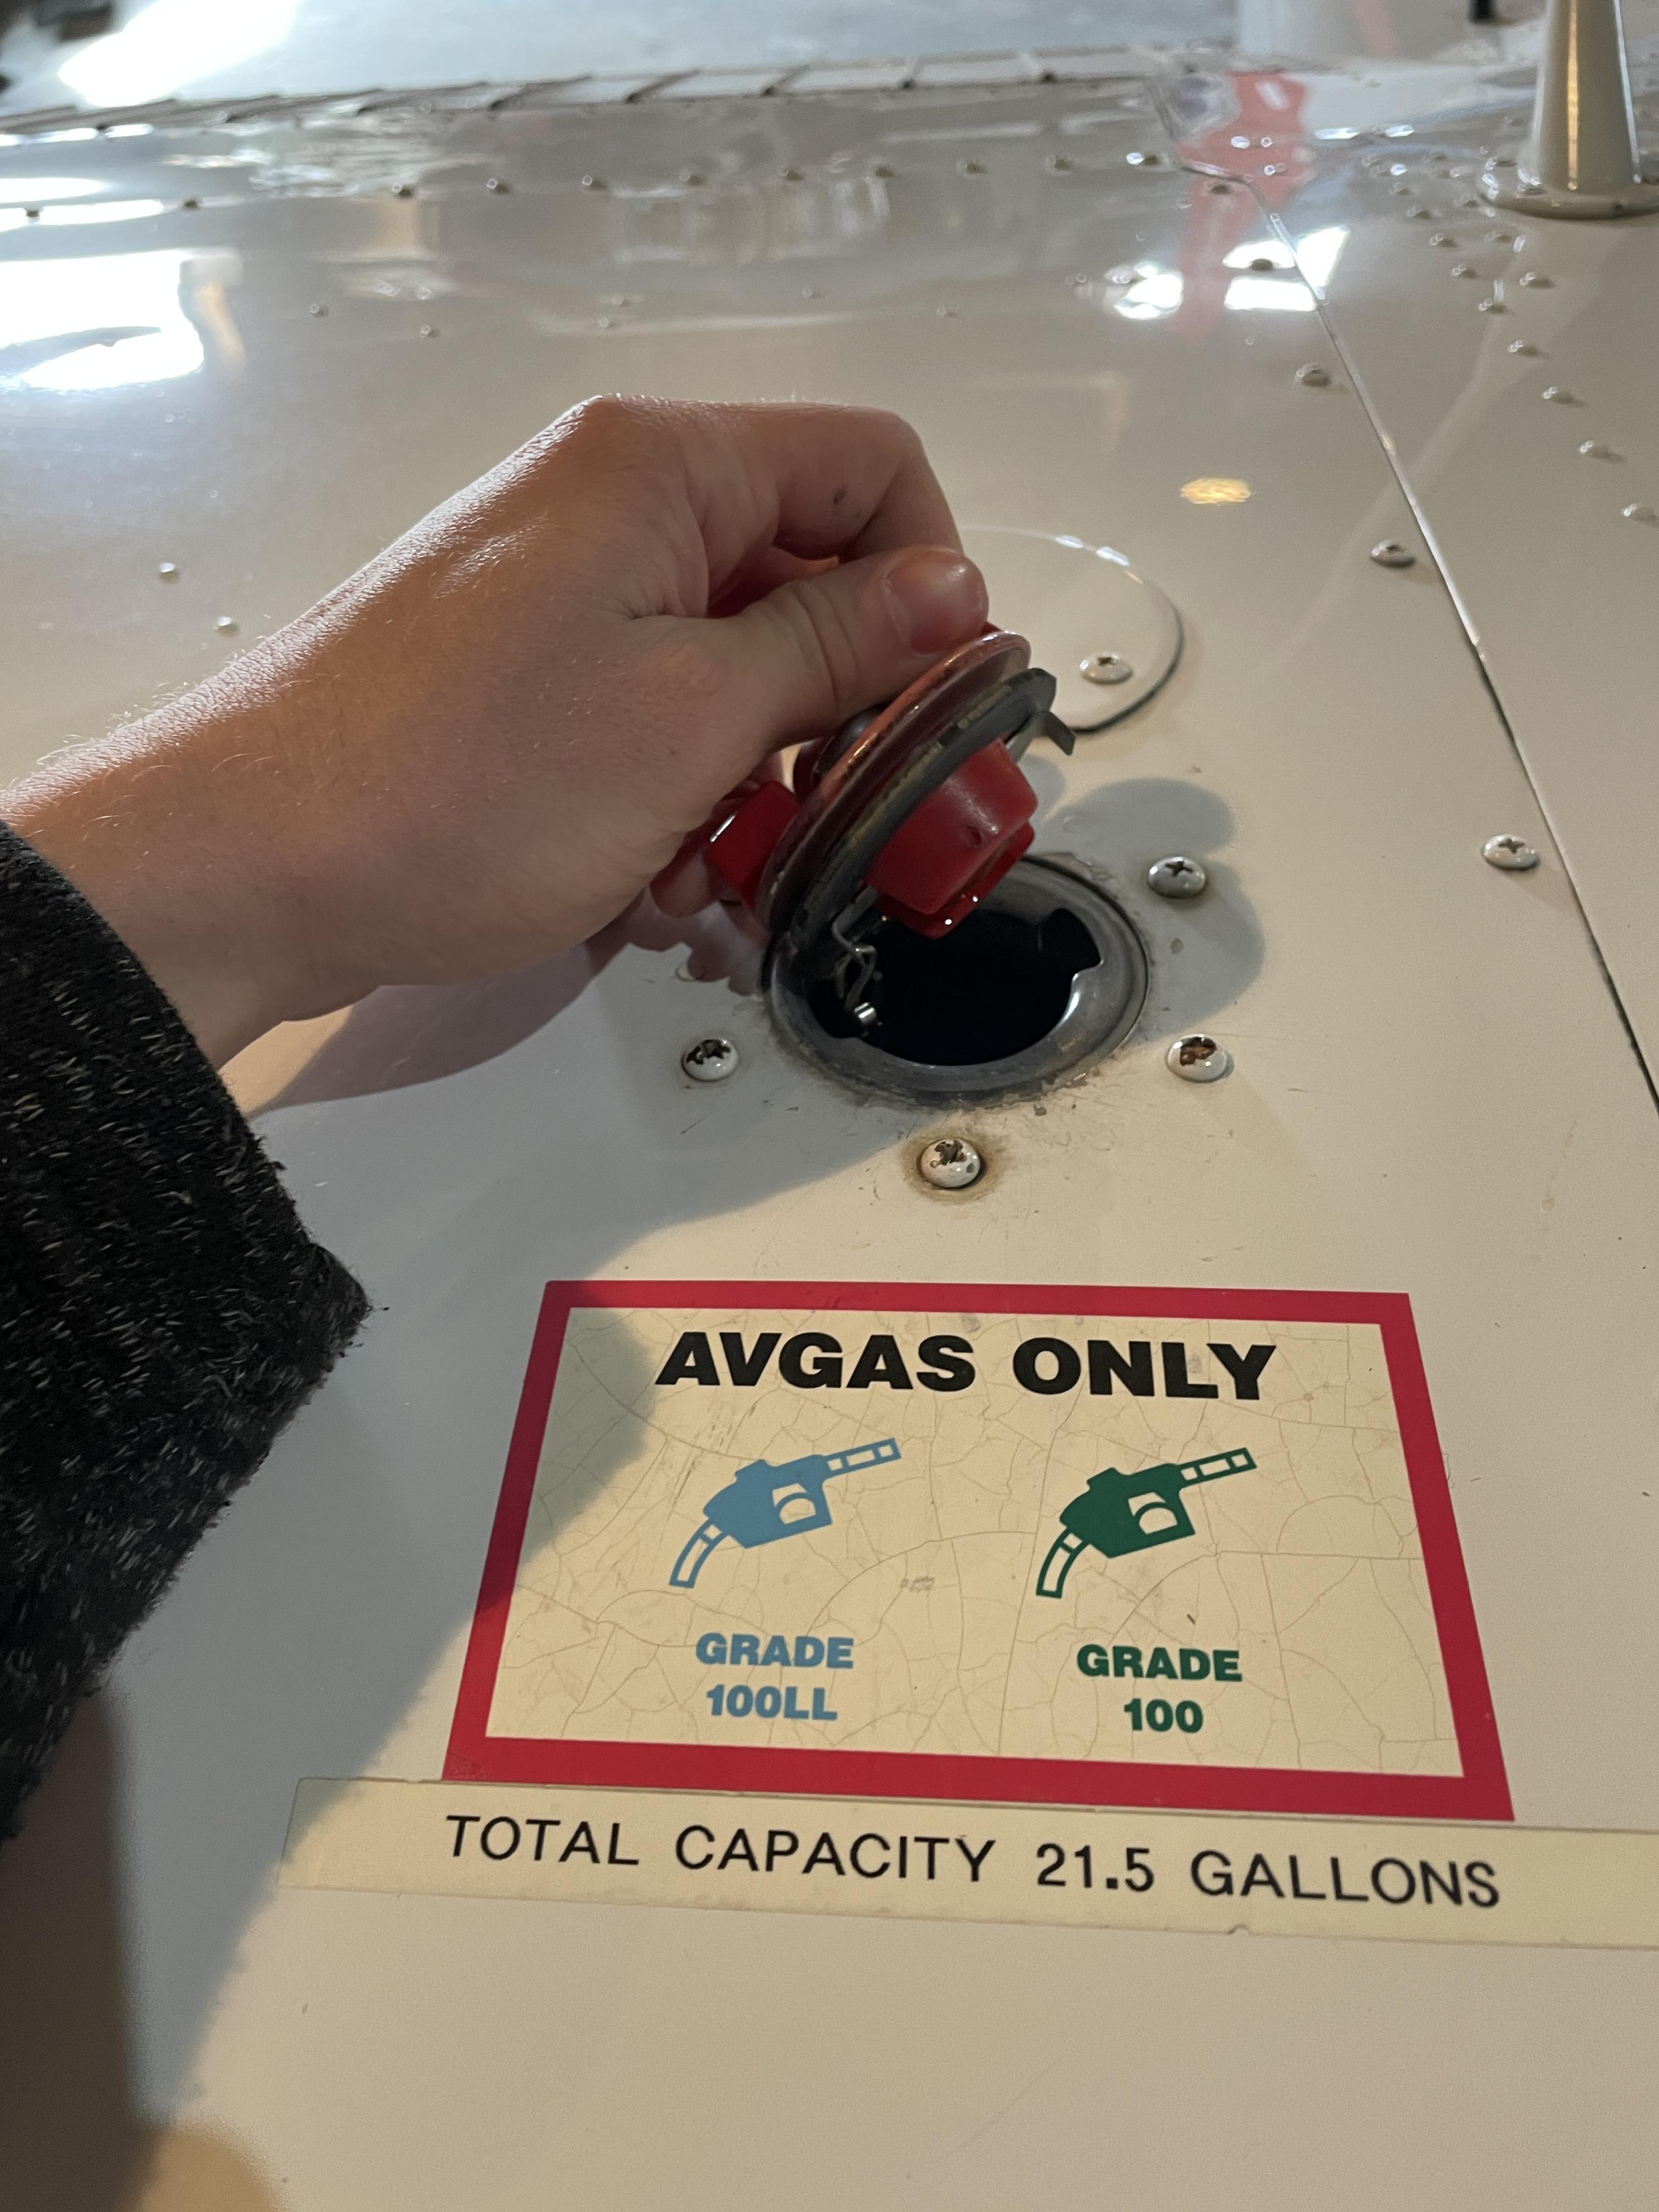 AVGAS ONLY
GRADE
100LL
GRADE
100
TOTAL CAPACITY 21.5 GALLONS